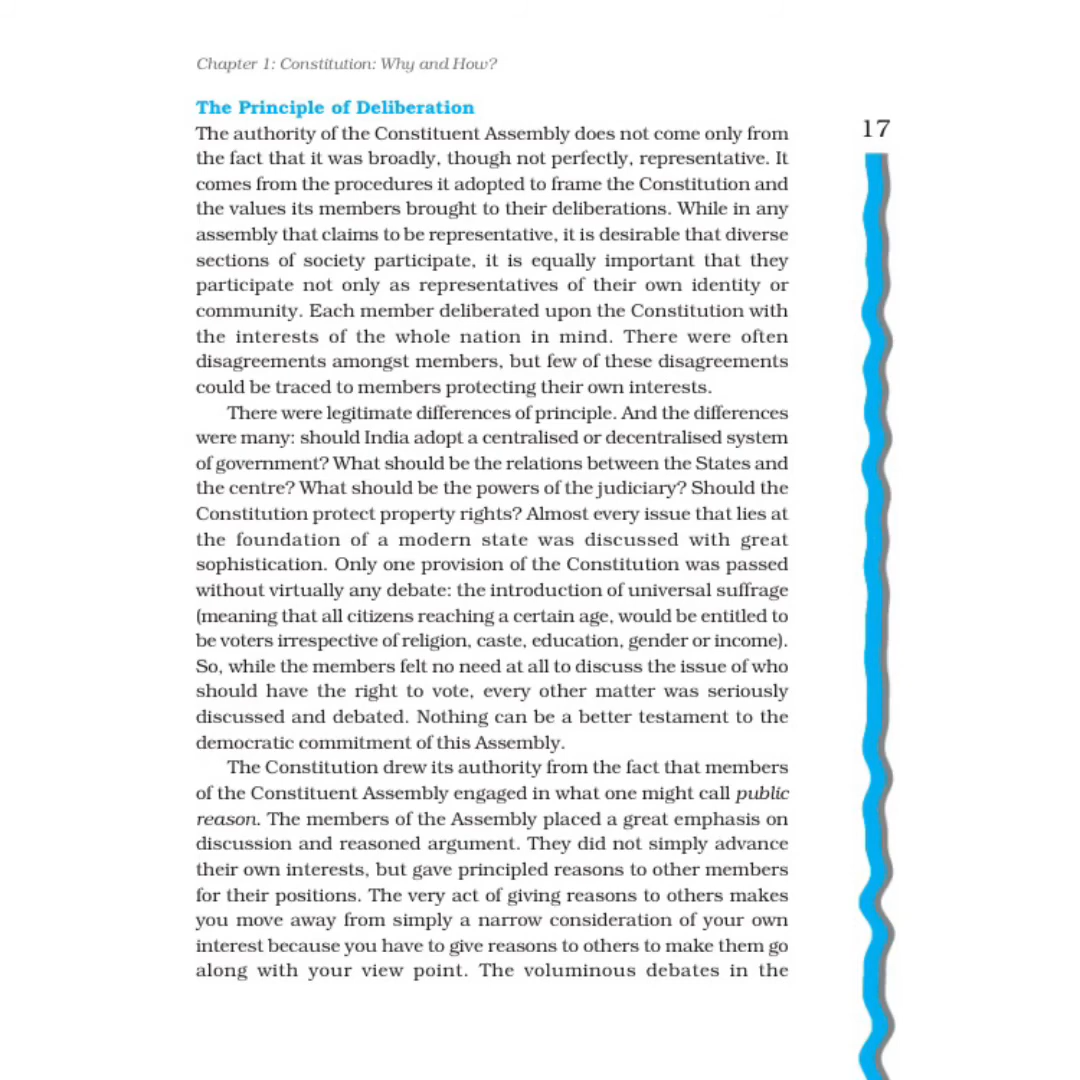 Chapter 1: Constitution: Why and How?
The Principle of Deliberation
The authority of the Constituent Assembly does not come only from
17
the fact that it was broadly, though not perfectly, representative. It
comes from the procedures it adopted to frame the Constitution and
the values its members brought to their deliberations. While in any
assembly that claims to be representative, it is desirable that diverse
sections of society participate, it is equally important that they
participate not only as representatives of their own identity or
community. Each member deliberated upon the Constitution with
the interests of the whole nation in mind. There were often
disagreements amongst members, but few of these disagreements
could be traced to members protecting their own interests.
There were legitimate differences of principle. And the differences
were many: should India adopt a centralised or decentralised system
of government? What should be the relations between the States and
the centre? What should be the powers of the judiciary? Should the
Constitution protect property rights? Almost every issue that lies at
the foundation of a modern state was discussed with great
sophistication. Only one provision of the Constitution was passed
without virtually any debate: the introduction of universal suffrage
(meaning that all citizens reaching a certain age, would be entitled to
be voters irrespective of religion, caste, education, gender or income).
So, while the members felt no need at all to discuss the issue of who
should have the right to vote, every other matter was seriously
discussed and debated. Nothing can be a better testament to the
democratic commitment of this Assembly.
The Constitution drew its authority from the fact that members
of the Constituent Assembly engaged in what one might call public
reason. The members of the Assembly placed a great emphasis on
discussion and reasoned argument. They did not simply advance
their own interests, but gave principled reasons to other members
for their positions. The very act of giving reasons to others makes
you move away from simply a narrow consideration of your own
interest because you have to give reasons to others to make them go
along with your view point. The voluminous debates in the